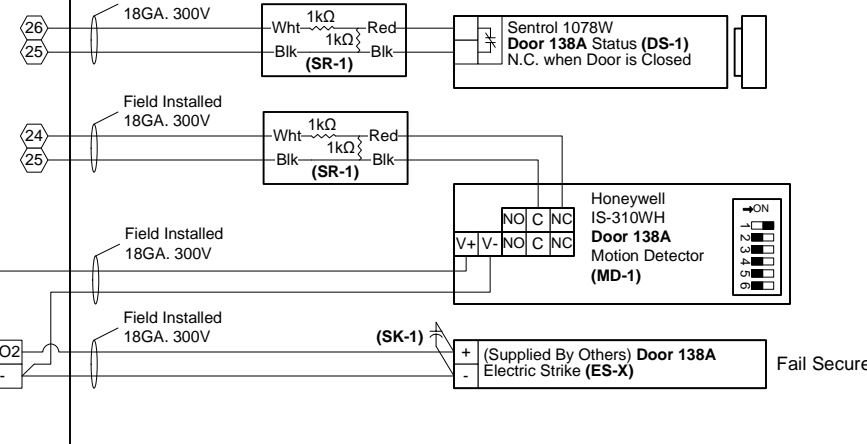 18GA. 300V
26
25
Wht
1kΩ
Red
1kΩ
Blk
Blk
(SR-1)
Sentrol 1078W
Door 138A Status (DS-1)
N.C. when Door is Closed
Field Installed
18GA. 300V
24
25
Wht
1kΩ
Red
1kΩ
Blk
Blk
(SR-1)
NO C NC
V+ V- NO C NC
Honeywell
IS-310WH
Door 138A
Motion Detector
(MD-1)
ON
1
2
3
4
5
6
Field Installed
18GA. 300V
Field Installed
18GA. 300V
O2
-
(SK-1)
+
-
(Supplied By Others) Door 138A
Electric Strike (ES-X)
Fail Secure